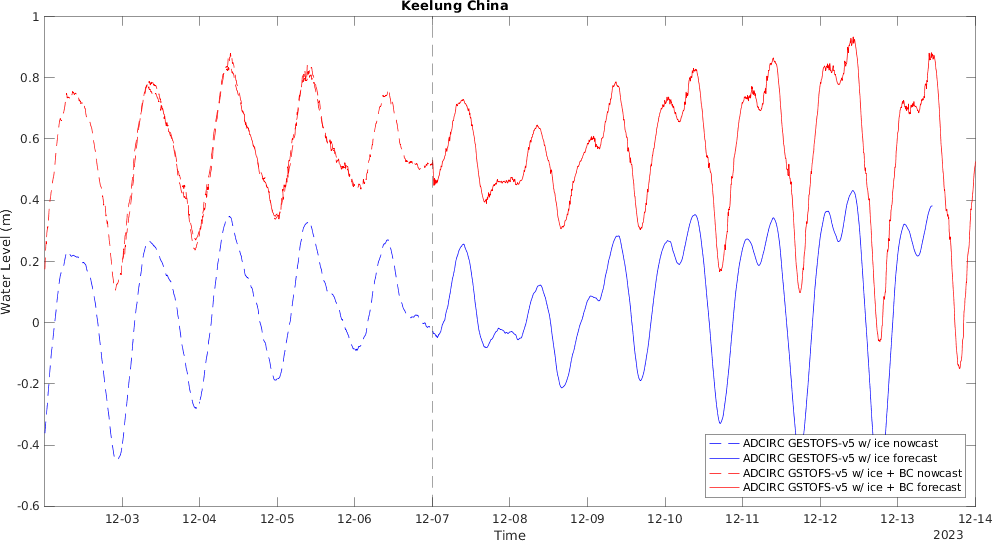 Keelung China
Water Level (m)
1
0.8
0.6
0.4
0.2
0
-0.2
-0.4
-0.6
ADCIRC GESTOFS-v5 w/ ice nowcast
ADCIRC GESTOFS-v5 w/ ice forecast
ADCIRC GSTOFS-v5 w/ ice + BC nowcast
ADCIRC GSTOFS-v5 w/ ice + BC forecast
12-03 12-04 12-05 12-06 12-07 12-08 12-09 12-10 12-11 12-12 12-13 12-14
Time
2023